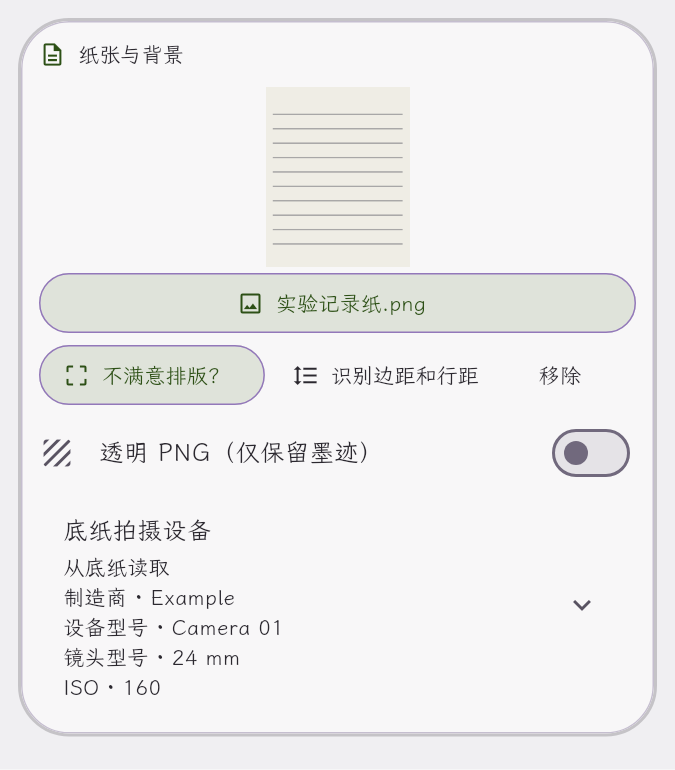 纸张与背景
实验记录纸.png
不满意排版？
识别边距和行距
移除
透明 PNG（仅保留墨迹）
底纸拍摄设备
从底纸读取
制造商・Example
设备型号・Camera 01
镜头型号・24 mm
ISO・160